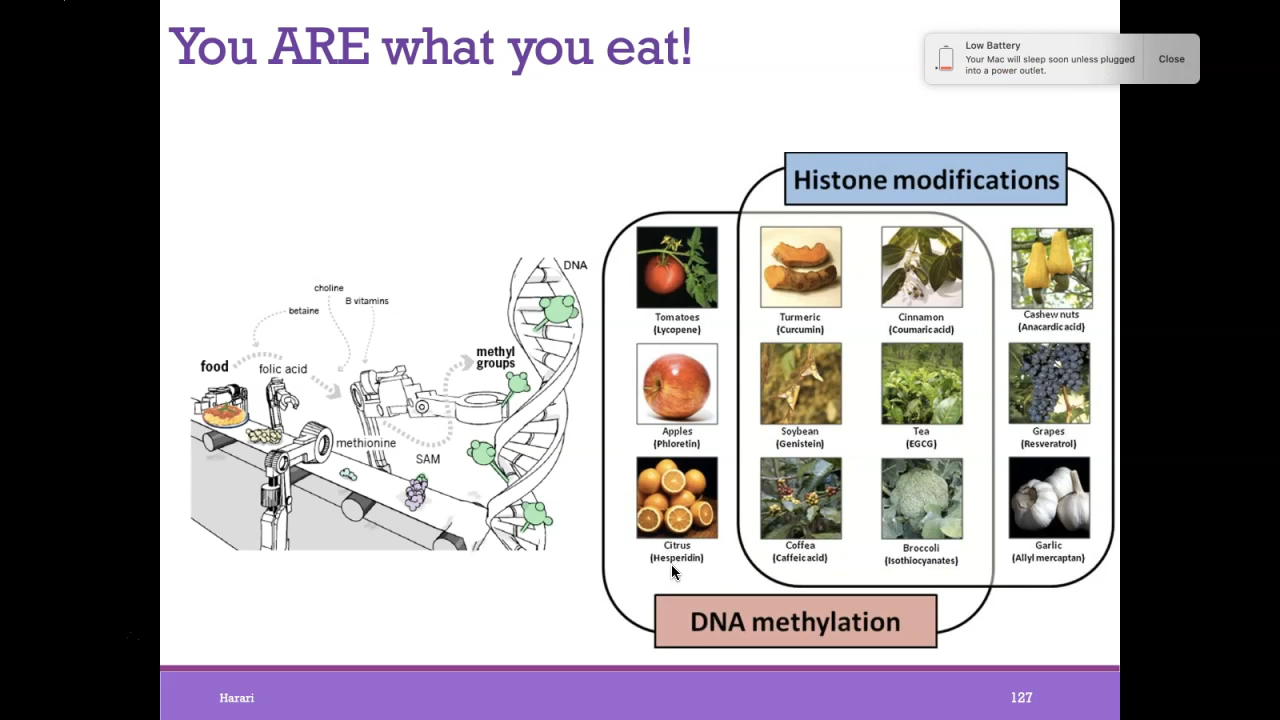 You ARE what you eat!
Low Battery
Your Mac will sleep soon unless plugged
into a power outlet.
Close
DNA
choline
B vitamins
betaine
food
folic acid
methyl
groups
methionine
SAM
Histone modifications
Tomatoes
(Lycopene)
Turmeric
(Curcumin)
Cinnamon
(Coumaric acid)
Cashew nuts
(Anacardic acid)
Apples
(Phloretin)
Soybean
(Genistein)
Tea
(EGCG)
Grapes
(Resveratrol)
Citrus
(Hesperidin)
Coffea
(Caffeic acid)
Broccoli
(Isothiocyanates)
Garlic
(Allyl mercaptan)
DNA methylation
Harari
127